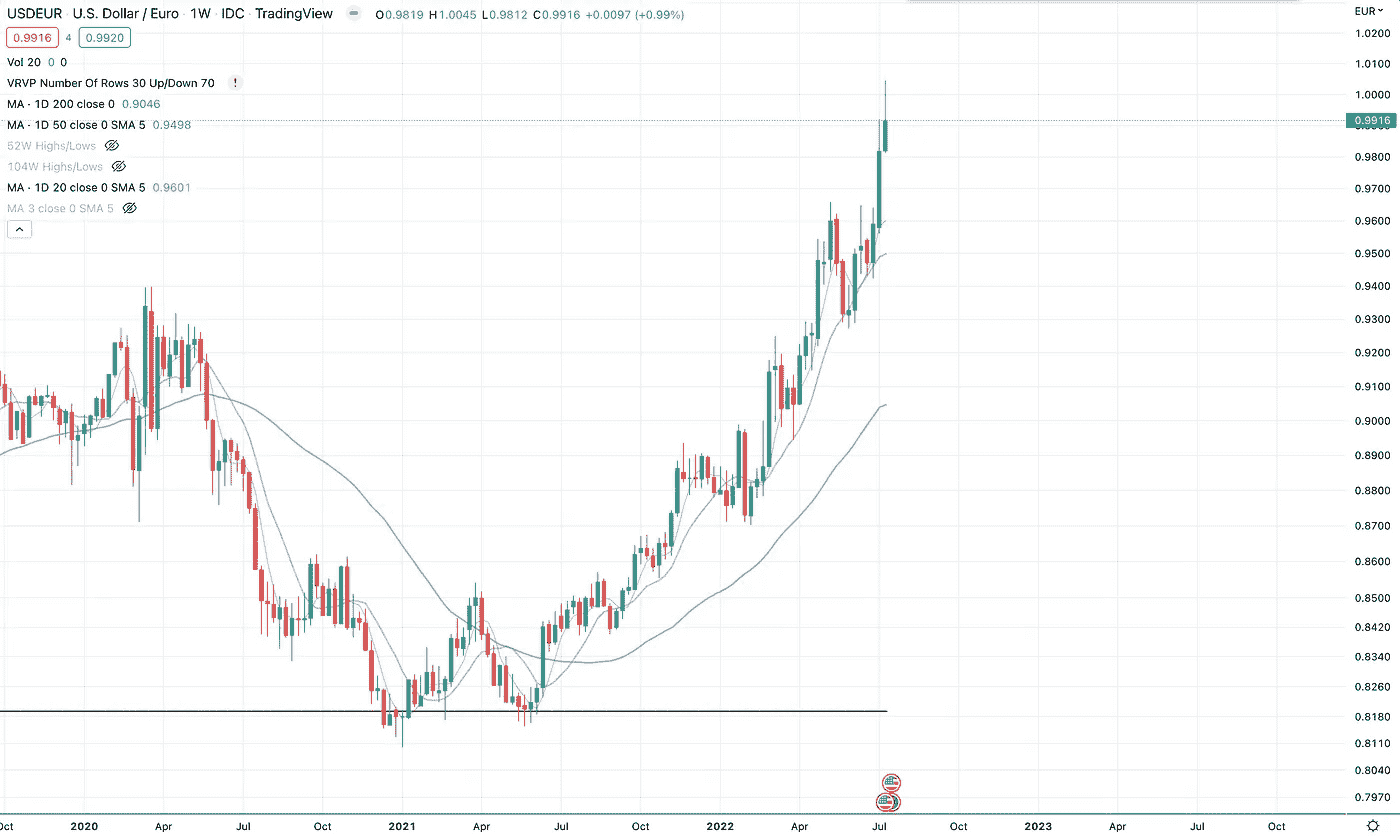 USDEUR · U.S. Dollar / Euro · 1W · IDC · TradingView O0.9819 H1.0045 L0.9812 C0.9916 +0.0097 (+0.99%)
0.9916 4 0.9920
Vol 20 0 0
VRVP Number Of Rows 30 Up/Down 70 !
MA · 1D 200 close 0 0.9046
MA · 1D 50 close 0 SMA 5 0.9498
52W Highs/Lows
104W Highs/Lows
MA · 1D 20 close 0 SMA 5 0.9601
MA 3 close 0 SMA 5
EUR
1.0200
1.0100
1.0000
0.9916
0.9800
0.9700
0.9600
0.9500
0.9400
0.9300
0.9200
0.9100
0.9000
0.8900
0.8800
0.8700
0.8600
0.8500
0.8420
0.8340
0.8260
0.8180
0.8110
0.8040
0.7970
Oct 2020 Apr Jul Oct 2021 Apr Jul Oct 2022 Apr Jul Oct 2023 Apr Jul Oct